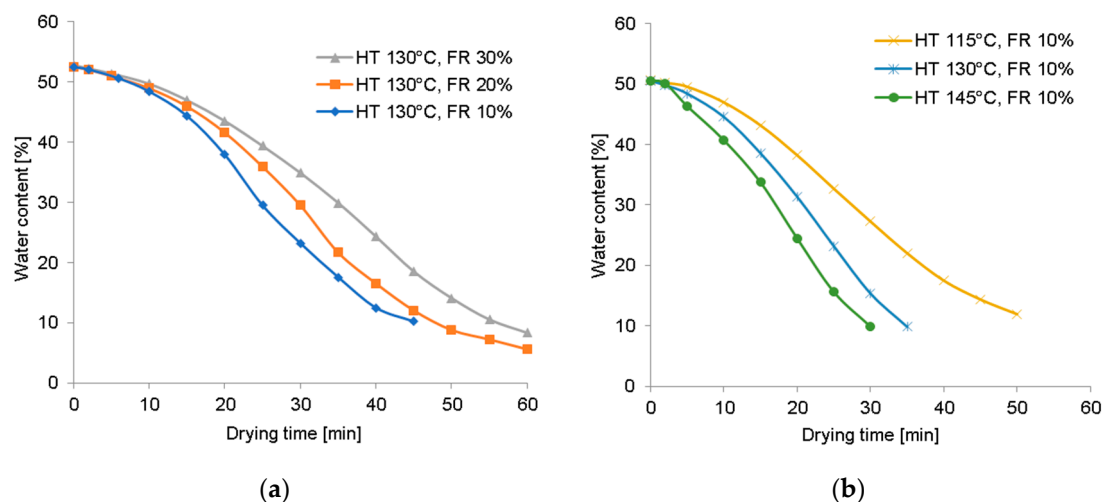 60
50
40
30
20
10
0
Water content [%]
HT 130°C, FR 30%
HT 130°C, FR 20%
HT 130°C, FR 10%
0 10 20 30 40 50 60
Drying time [min]
(a)
60
50
40
30
20
10
0
Water content [%]
HT 115°C, FR 10%
HT 130°C, FR 10%
HT 145°C, FR 10%
0 10 20 30 40 50 60
Drying time [min]
(b)